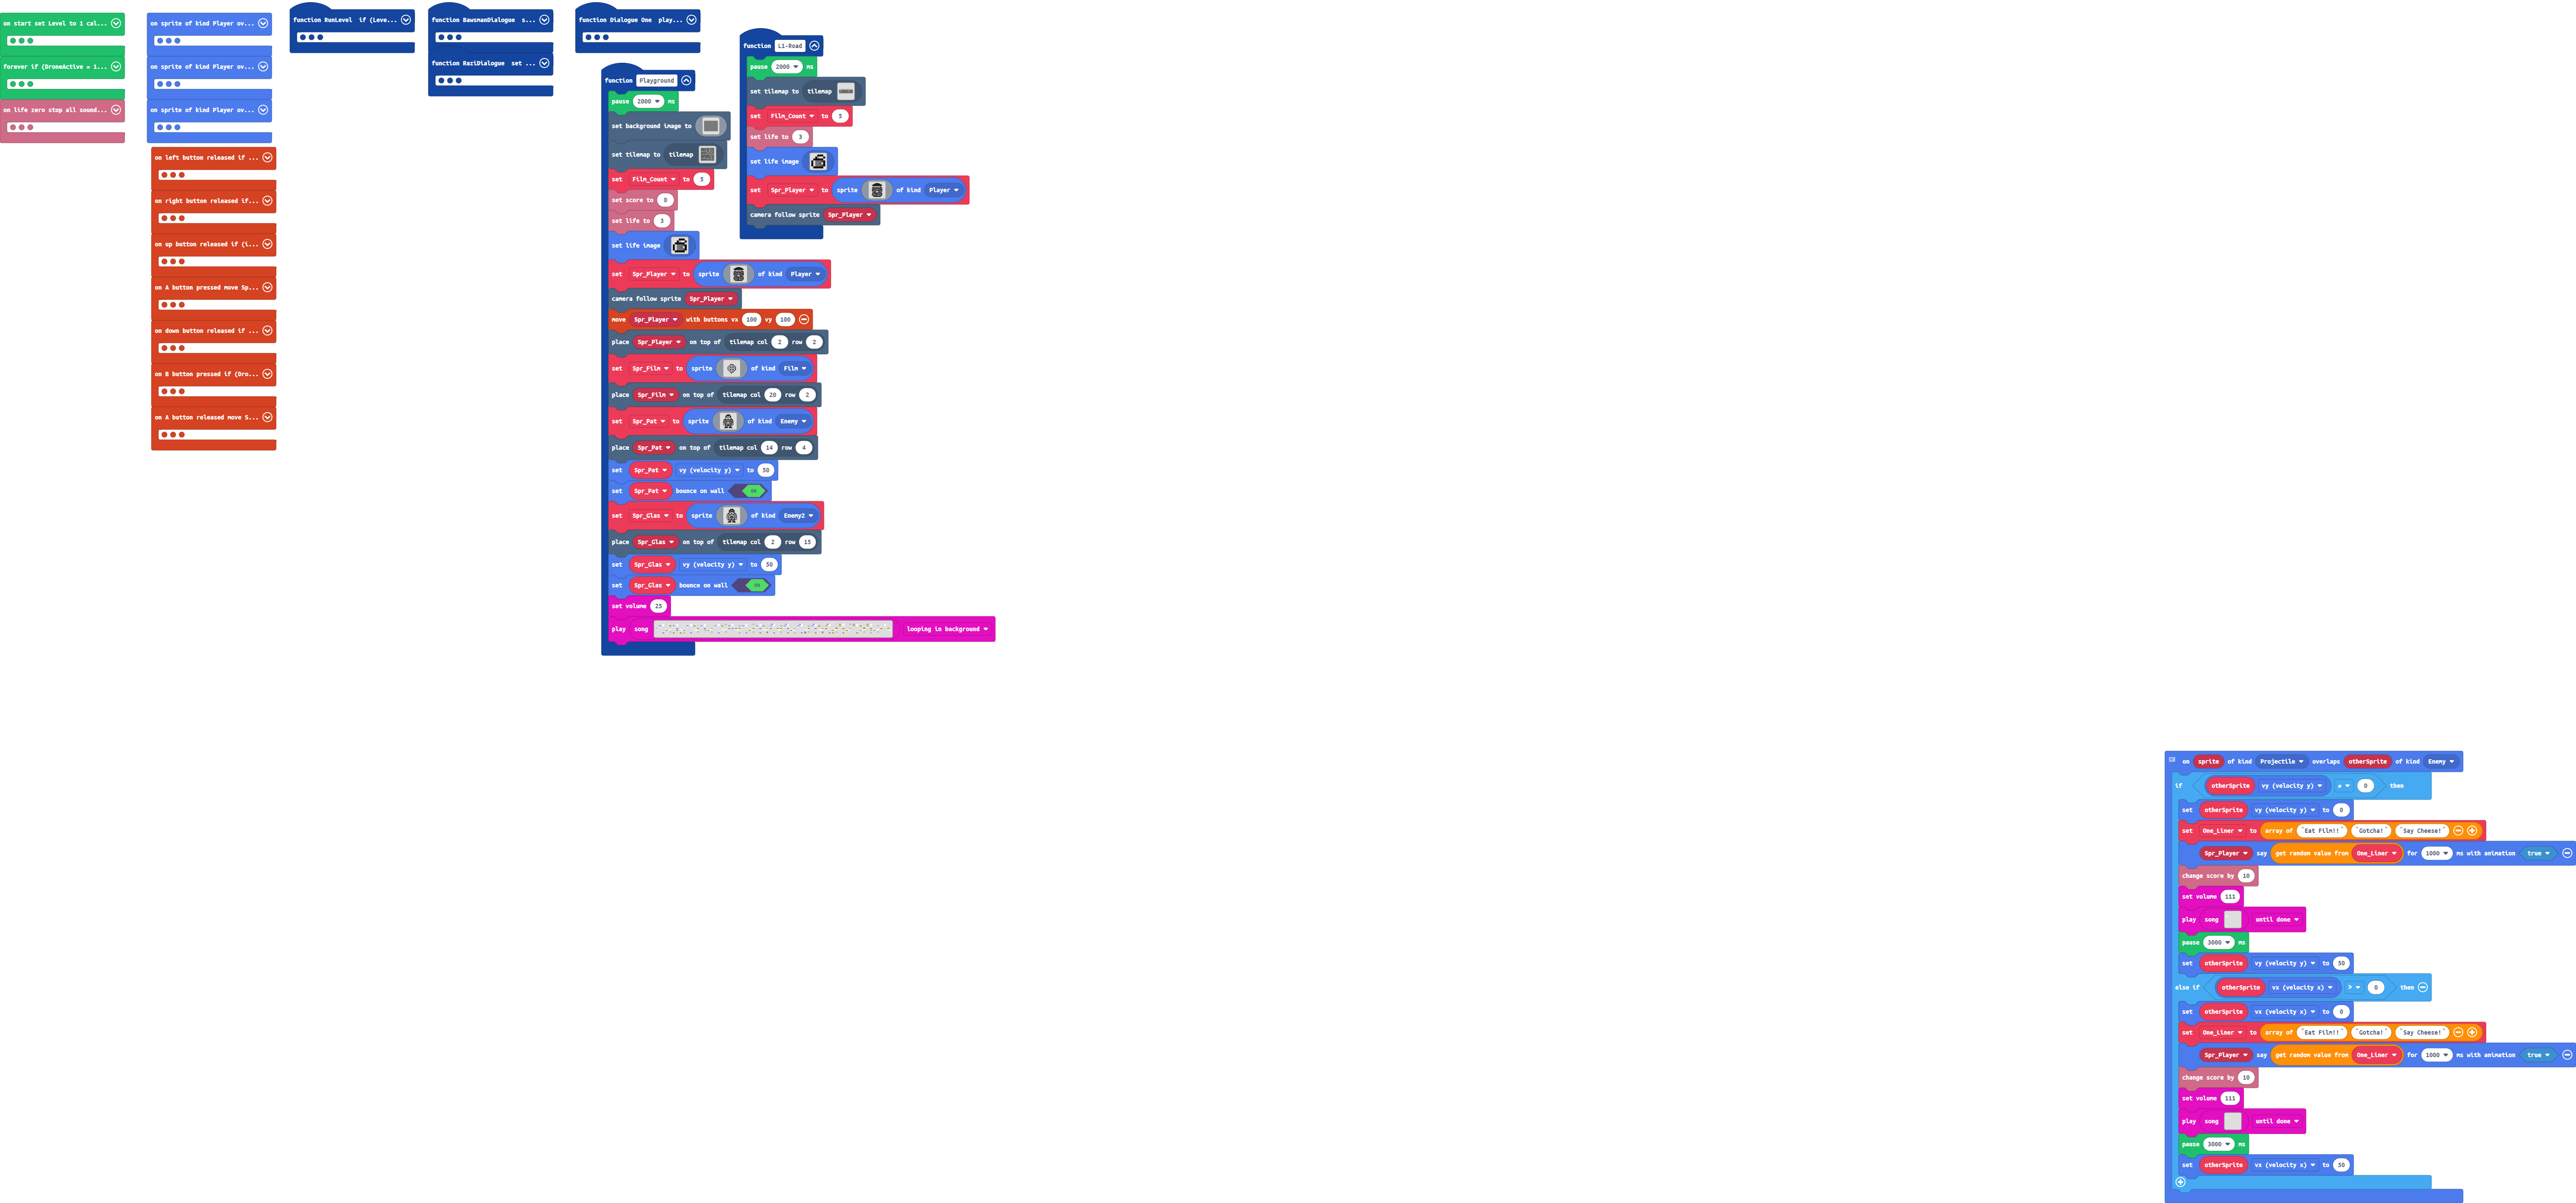 on start set Level to 1 cal...
forever if (DroneActive = 1...
on life zero stop all sound...
on sprite of kind Player ov...
on sprite of kind Player ov...
on sprite of kind Player ov...
on left button released if ...
on right button released if...
on up button released if (i...
on A button pressed move Sp...
on down button released if ...
on B button pressed if (Dro...
on A button released move S...
function RunLevel if (Leve...
function BawsmanDialogue s...
function RaziDialogue set ...
function Dialogue One play...
function Playground
pause 2000 ms
set background image to
set tilemap to tilemap
set Film_Count to 5
set score to 0
set life to 3
set life image
set Spr_Player to sprite of kind Player
camera follow sprite Spr_Player
move Spr_Player with buttons vx 100 vy 100
place Spr_Player on top of tilemap col 2 row 2
set Spr_Film to sprite of kind Film
place Spr_Film on top of tilemap col 20 row 2
set Spr_Pat to sprite of kind Enemy
place Spr_Pat on top of tilemap col 14 row 4
set Spr_Pat vy (velocity y) to 50
set Spr_Pat bounce on wall
set Spr_Glas to sprite of kind Enemy2
place Spr_Glas on top of tilemap col 2 row 15
set Spr_Glas vy (velocity y) to 50
set Spr_Glas bounce on wall
set volume 25
play song looping in background
function L1-Road
pause 2000 ms
set tilemap to tilemap
set Film_Count to 5
set life to 3
set life image
set Spr_Player to sprite of kind Player
camera follow sprite Spr_Player
on sprite of kind Projectile overlaps otherSprite of kind Enemy
if otherSprite vy (velocity y) ≠ 0 then
set otherSprite vy (velocity y) to 0
set One_Liner to array of "Eat Film!!" "Gotcha!" "Say Cheese!"
Spr_Player say get random value from One_Liner for 1000 ms with animation true
change score by 10
set volume 111
play song until done
pause 3000 ms
set otherSprite vy (velocity y) to 50
else if otherSprite vx (velocity x) > 0 then
set otherSprite vx (velocity x) to 0
set One_Liner to array of "Eat Film!!" "Gotcha!" "Say Cheese!"
Spr_Player say get random value from One_Liner for 1000 ms with animation true
change score by 10
set volume 111
play song until done
pause 3000 ms
set otherSprite vx (velocity x) to 50